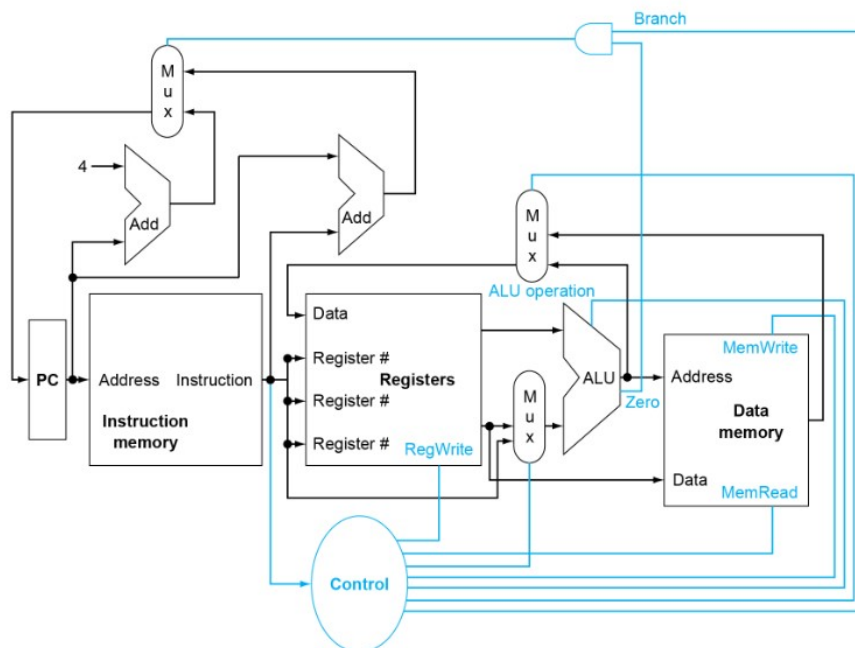 Branch
M
u
x
4
Add
Add
M
u
x
ALU operation
Data
Register #
Registers
Register #
Register #
RegWrite
PC
Address
Instruction
Instruction
memory
M
u
x
ALU
Zero
MemWrite
Address
Data
memory
Data
MemRead
Control